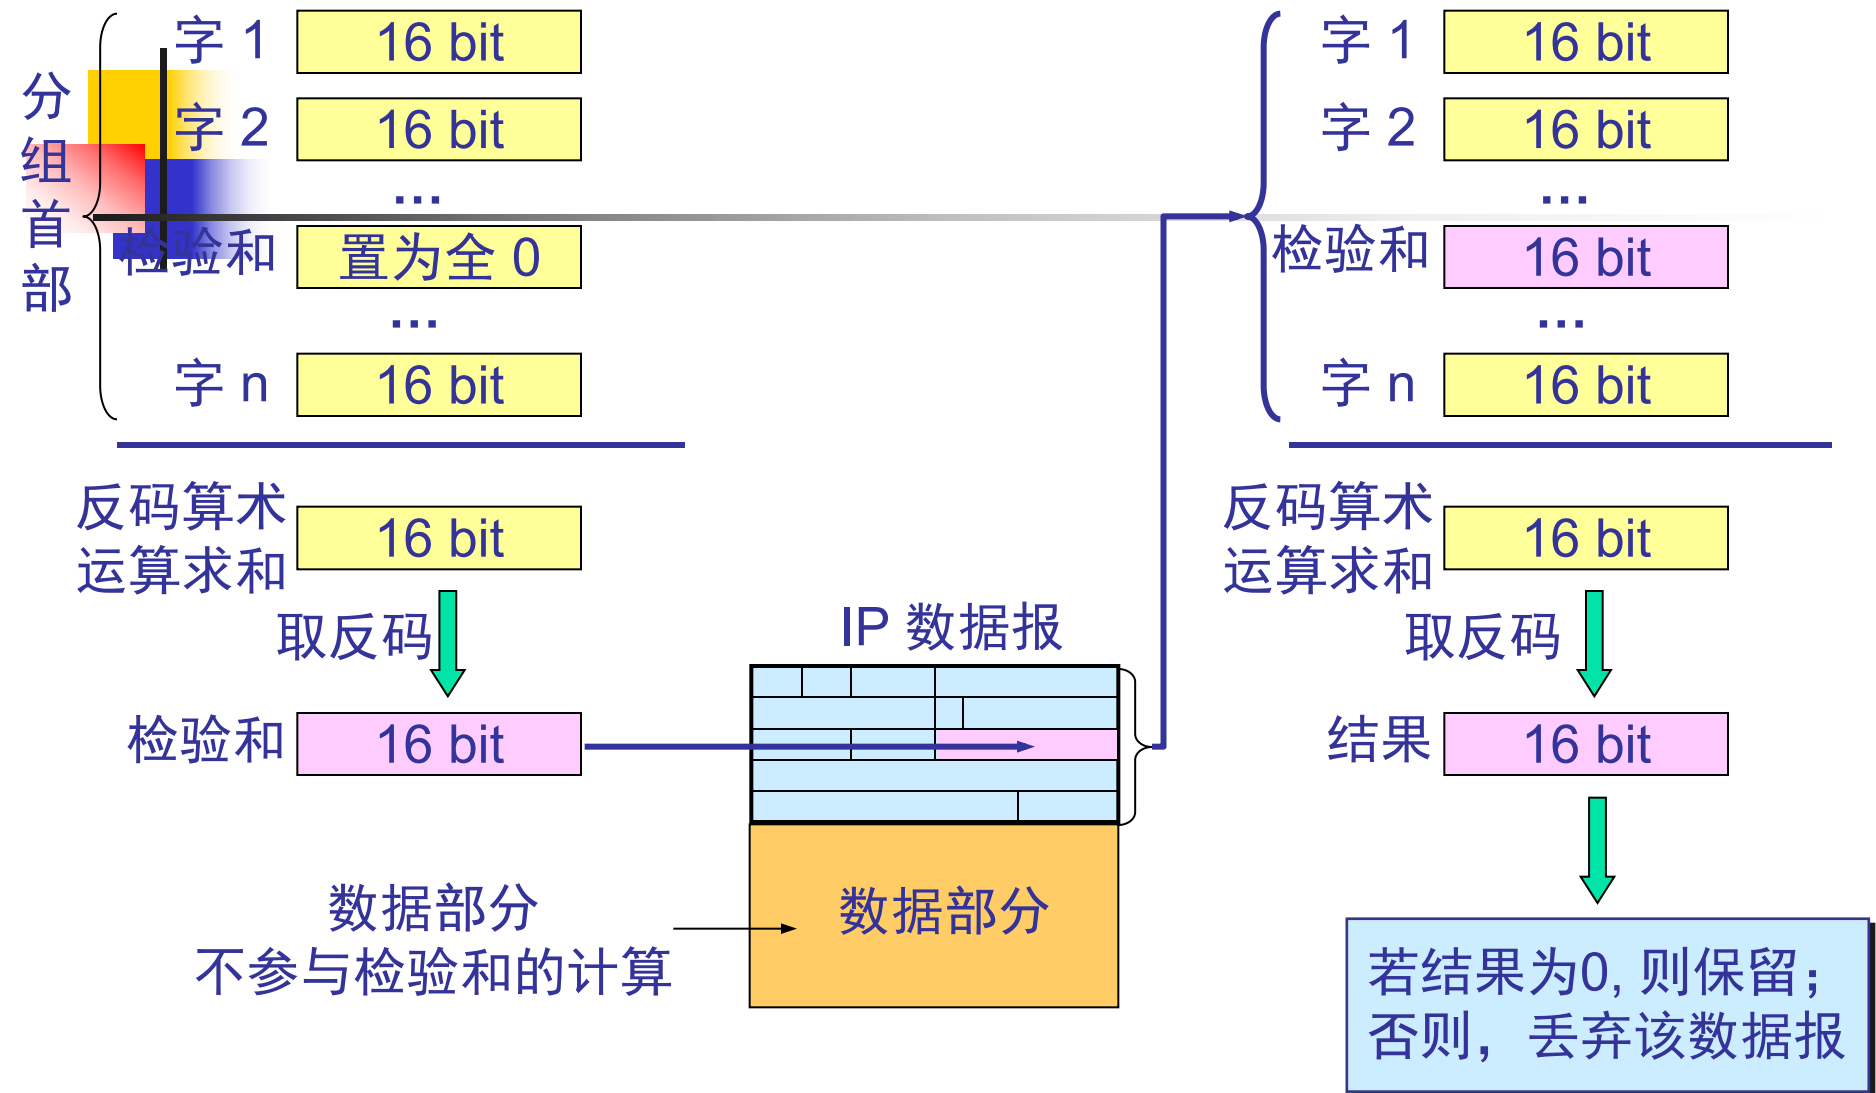 分
组
首
部
字 1
16 bit
字 2
16 bit
...
检验和
置为全 0
...
字 n
16 bit
反码算术
运算求和
16 bit
取反码
检验和
16 bit
IP 数据报
数据部分
数据部分
不参与检验和的计算
字 1
16 bit
字 2
16 bit
...
检验和
16 bit
...
字 n
16 bit
反码算术
运算求和
16 bit
取反码
结果
16 bit
若结果为0, 则保留；
否则，丢弃该数据报